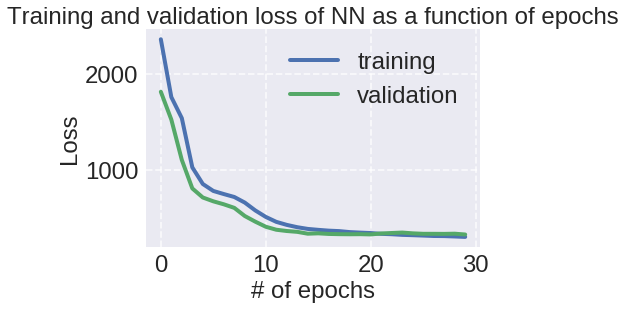 Training and validation loss of NN as a function of epochs
training
validation
Loss
2000
1000
0
10
20
30
# of epochs